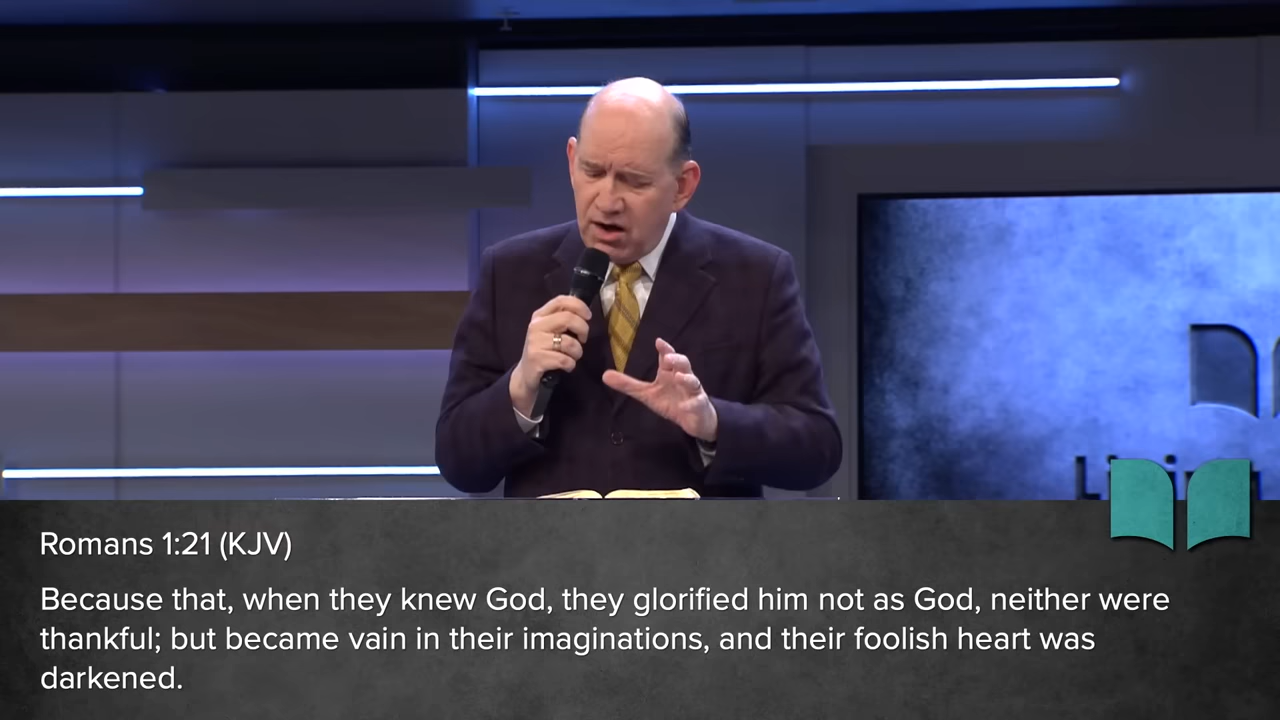 Romans 1:21 (KJV)
Because that, when they knew God, they glorified him not as God, neither were
thankful; but became vain in their imaginations, and their foolish heart was
darkened.